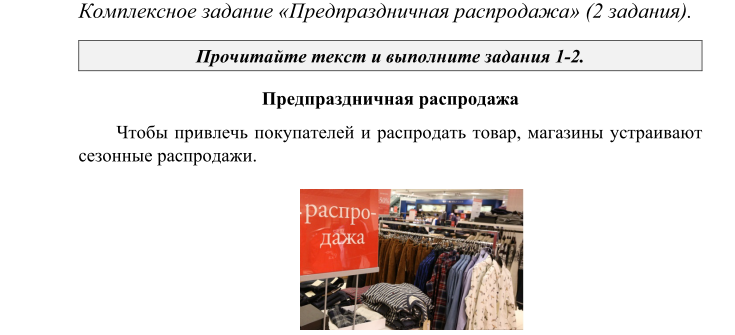 Комплексное задание «Предпраздничная распродажа» (2 задания).
Прочитайте текст и выполните задания 1-2.
Предпраздничная распродажа
Чтобы привлечь покупателей и распродать товар, магазины устраивают
сезонные распродажи.
распро-
дажа